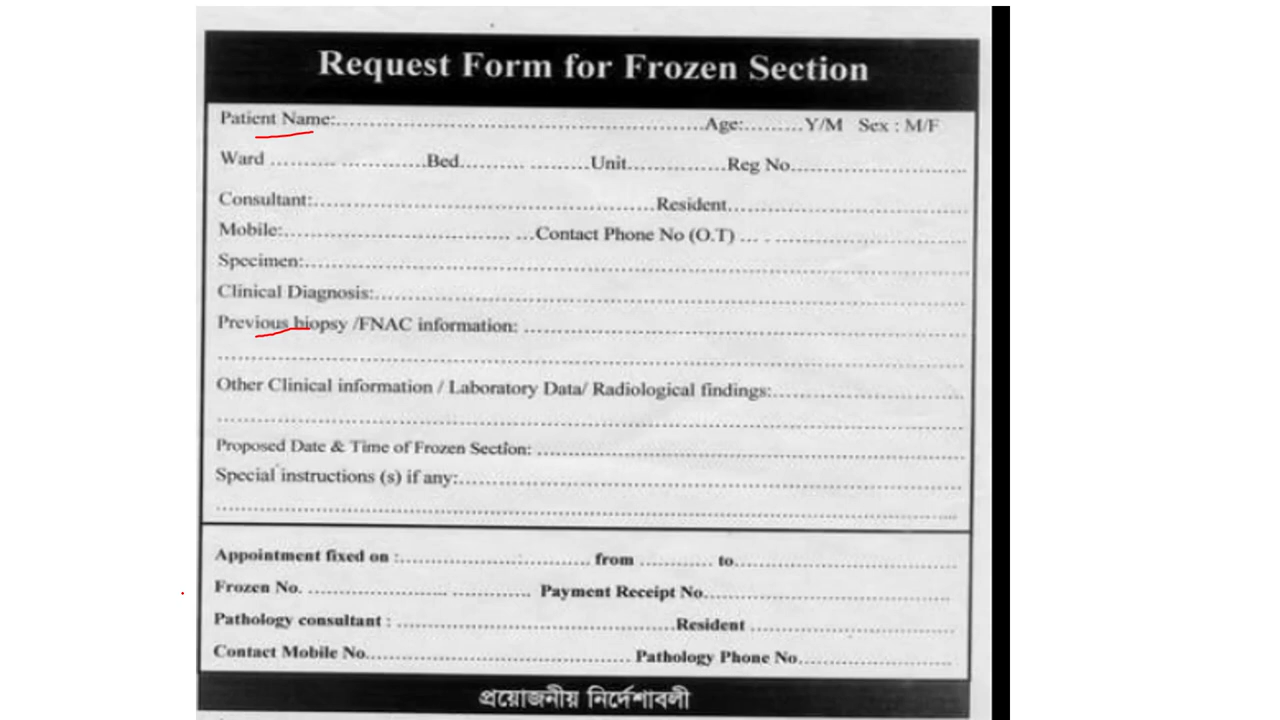 Request Form for Frozen Section
Patient Name:..............................................................Age:.........Y/M Sex : M/F
Ward .......... .............Bed.......... ..........Unit...............Reg No...........................
Consultant:.........................................................Resident........................................
Mobile:...................................... ...Contact Phone No (O.T) ... . ................................
Specimen:..............................................................................................................
Clinical Diagnosis:..................................................................................................
Previous biopsy /FNAC information: .........................................................................
............................................................................................................................
Other Clinical information / Laboratory Data/ Radiological findings:................................
............................................................................................................................
Proposed Date & Time of Frozen Section: .....................................................................
Special instructions (s) if any:...................................................................................
............................................................................................................................
Appointment fixed on :....................:........... from ............ to.....................................
Frozen No. ....................... ............. Payment Receipt No.........................................
Pathology consultant : ..............................................Resident ..................................
Contact Mobile No............................................ Pathology Phone No..........................
প্রয়োজনীয় নির্দেশাবলী